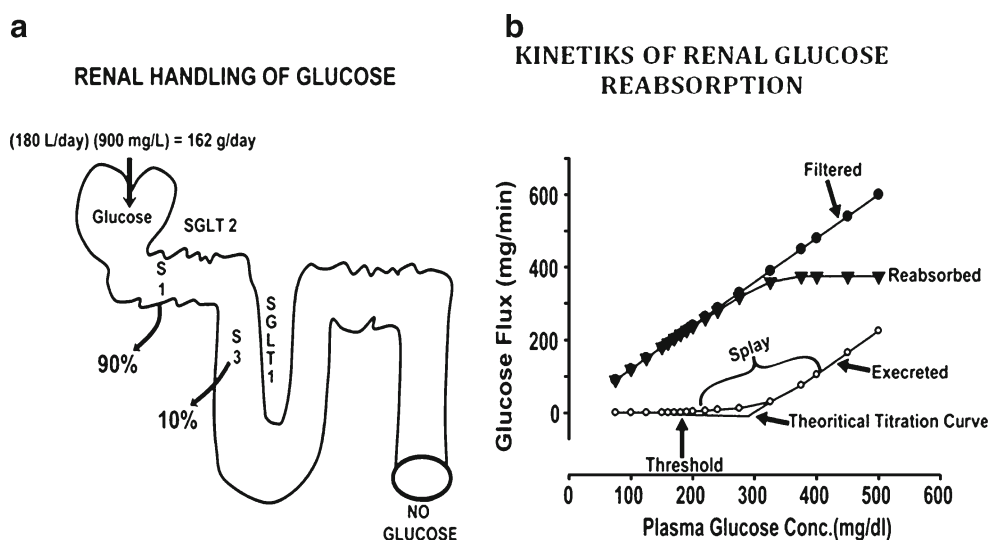 a
RENAL HANDLING OF GLUCOSE
(180 L/day) (900 mg/L) = 162 g/day
Glucose
SGLT 2
S
1
S
G
L
T
1
S
3
90%
10%
NO
GLUCOSE
b
KINETIKS OF RENAL GLUCOSE
REABSORPTION
Glucose Flux (mg/min)
600
400
200
0
Filtered
Reabsorbed
Splay
Execreted
Theoritical Titration Curve
Threshold
0 100 200 300 400 500 600
Plasma Glucose Conc.(mg/dl)